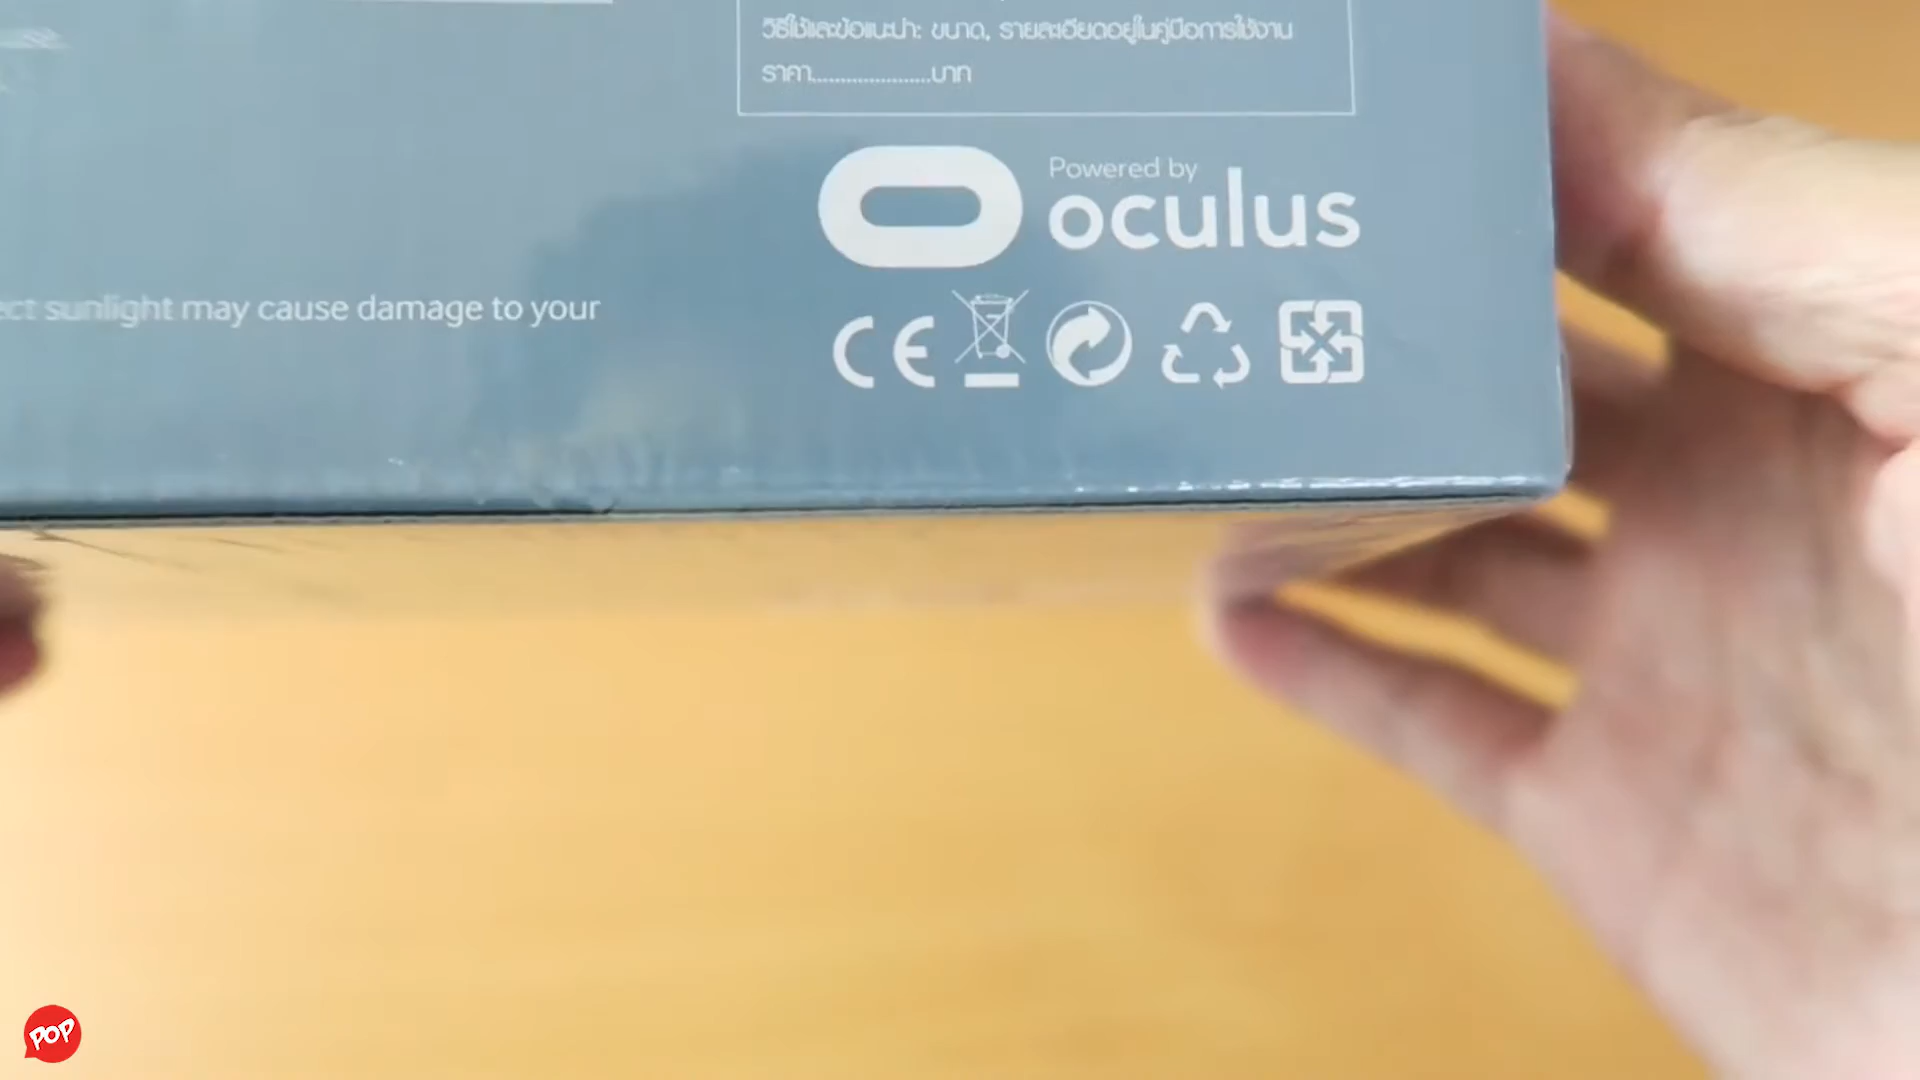 วิธีใช้และข้อแนะนำ: ขนาด, รายละเอียดอยู่ในคู่มือการใช้งาน
ราคา......................บาท
Powered by
oculus
sunlight may cause damage to your
CE
POP